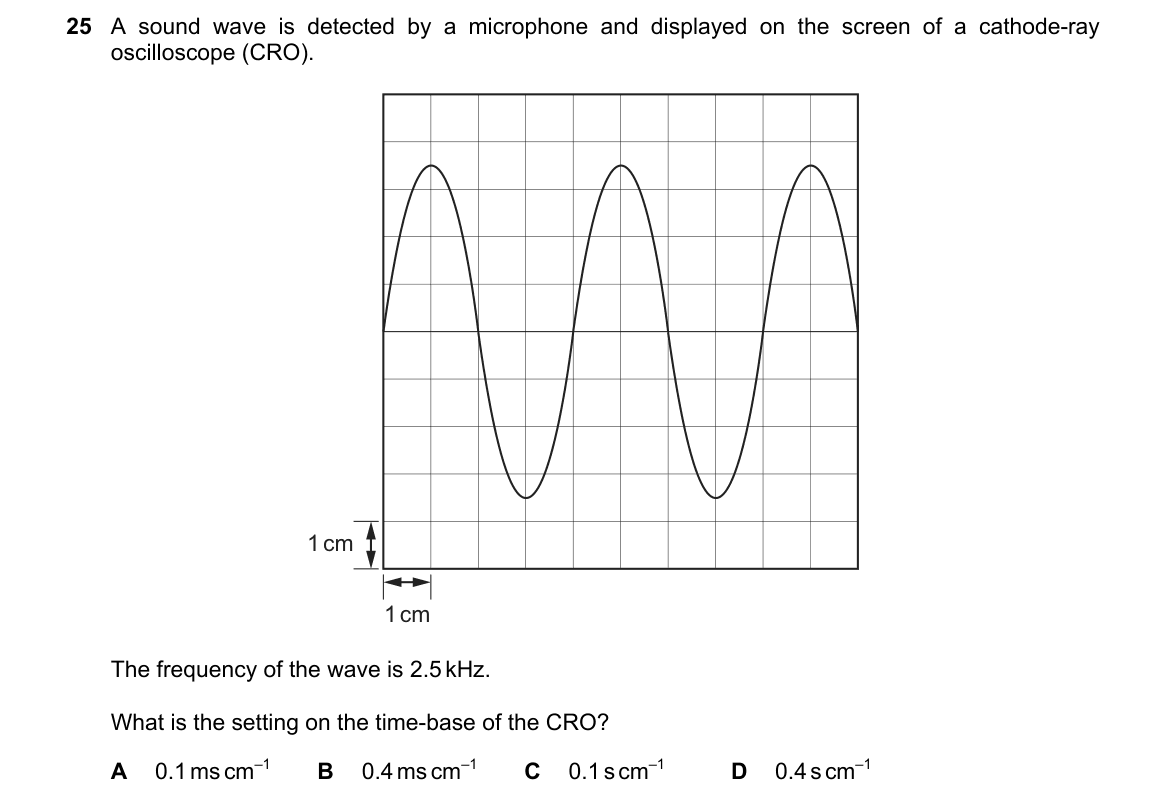 25 A sound wave is detected by a microphone and displayed on the screen of a cathode-ray
oscilloscope (CRO).
1 cm
1 cm
The frequency of the wave is 2.5 kHz.
What is the setting on the time-base of the CRO?
A 0.1 ms cm⁻¹ B 0.4 ms cm⁻¹ C 0.1 s cm⁻¹ D 0.4 s cm⁻¹